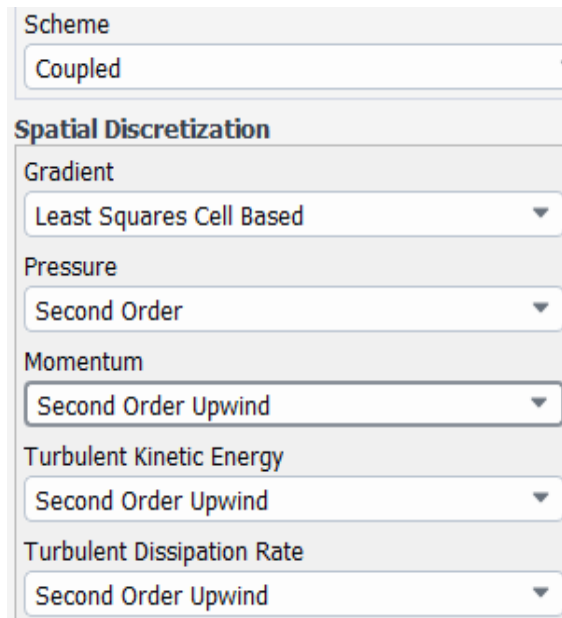 Scheme
Coupled
Spatial Discretization
Gradient
Least Squares Cell Based
Pressure
Second Order
Momentum
Second Order Upwind
Turbulent Kinetic Energy
Second Order Upwind
Turbulent Dissipation Rate
Second Order Upwind